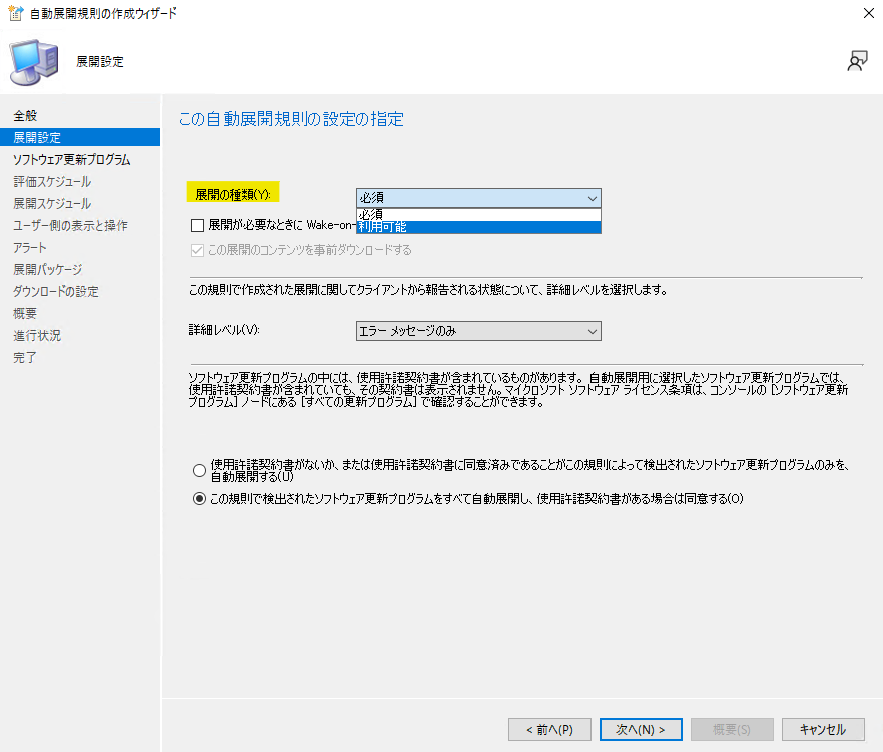 自動展開規則の作成ウィザード
展開設定
全般
展開設定
ソフトウェア更新プログラム
評価スケジュール
展開スケジュール
ユーザー側の表示と操作
アラート
展開パッケージ
ダウンロードの設定
概要
進行状況
完了
この自動展開規則の設定の指定
展開の種類(Y):
必須
必須
利用可能
展開が必要なときに Wake-on-
この展開のコンテンツを事前ダウンロードする
この規則で作成された展開に関してクライアントから報告される状態について、詳細レベルを選択します。
詳細レベル(V):
エラー メッセージのみ
ソフトウェア更新プログラムの中には、使用許諾契約書が含まれているものがあります。 自動展開用に選択したソフトウェア更新プログラムでは、
使用許諾契約書が含まれていても、その契約書は表示されません。マイクロソフト ソフトウェア ライセンス条項は、コンソールの [ソフトウェア更新
プログラム] ノードにある [すべての更新プログラム] で確認することができます。
使用許諾契約書がないか、または使用許諾契約書に同意済みであることがこの規則によって検出されたソフトウェア更新プログラムのみを、
自動展開する(U)
この規則で検出されたソフトウェア更新プログラムをすべて自動展開し、使用許諾契約書がある場合は同意する(O)
< 前へ(P)
次へ(N) >
概要(S)
キャンセル